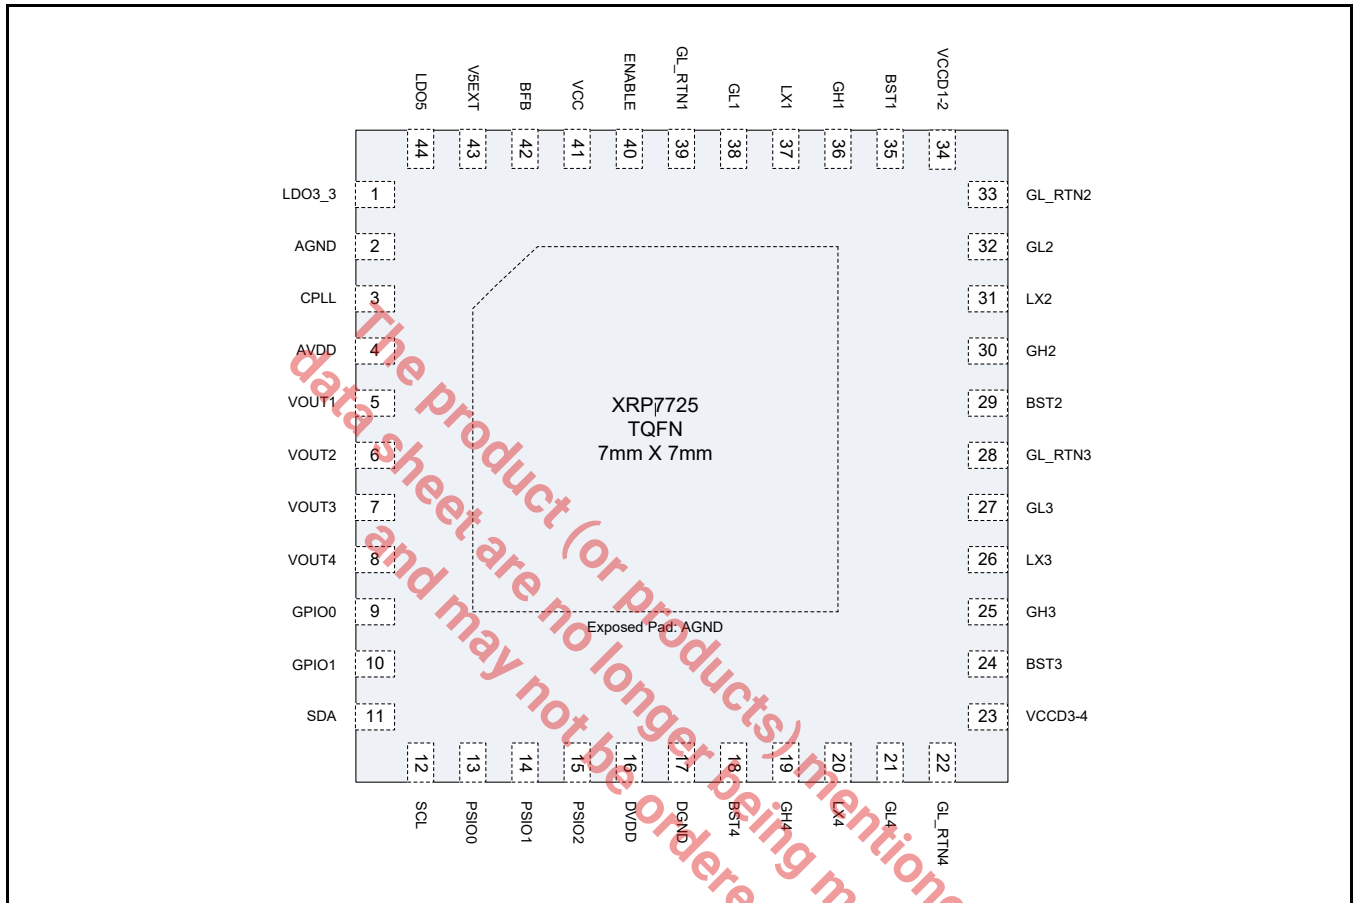 LDO5
V5EXT
BFB
VCC
ENABLE
GL_RTN1
GL1
LX1
GH1
BST1
VCCD1-2
44
43
42
41
40
39
38
37
36
35
34
LDO3_3 1
AGND 2
CPLL 3
AVDD 4
VOUT1 5
VOUT2 6
VOUT3 7
VOUT4 8
GPIO0 9
GPIO1 10
SDA 11
33 GL_RTN2
32 GL2
31 LX2
30 GH2
29 BST2
28 GL_RTN3
27 GL3
26 LX3
25 GH3
24 BST3
23 VCCD3-4
XRP7725
TQFN
7mm X 7mm
Exposed Pad: AGND
12
13
14
15
16
17
18
19
20
21
22
SCL
PSIO0
PSIO1
PSIO2
DVDD
DGND
BST4
GH4
LX4
GL4
GL_RTN4
The product (or products) mentione
data sheet are no longer being m
and may not be ordere